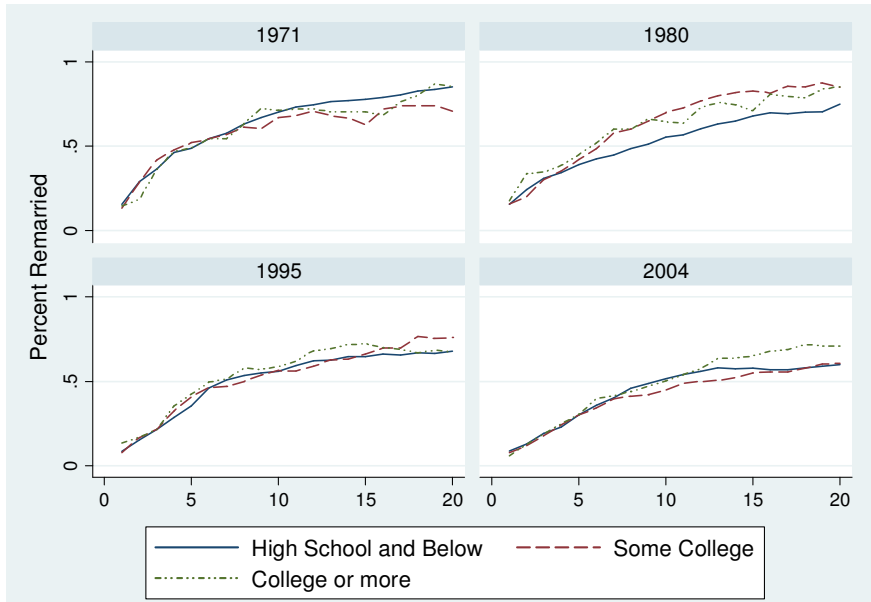 1971
1980
1
.5
0
1995
2004
1
.5
0
0 5 10 15 20
0 5 10 15 20
Percent Remarried
High School and Below
Some College
College or more